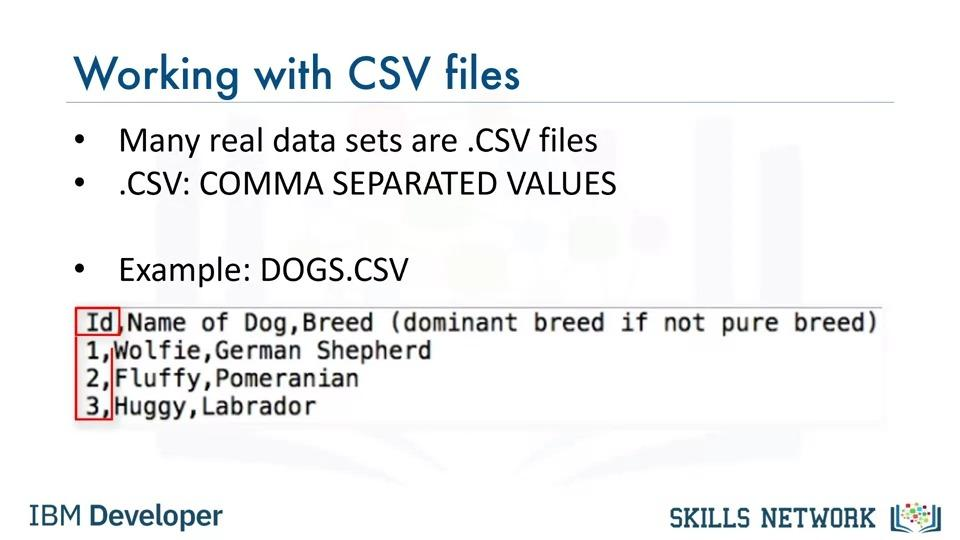 Working with CSV files
• Many real data sets are .CSV files
• .CSV: COMMA SEPARATED VALUES
• Example: DOGS.CSV
Id,Name of Dog,Breed (dominant breed if not pure breed)
1,Wolfie,German Shepherd
2,Fluffy,Pomeranian
3,Huggy,Labrador
IBM Developer
SKILLS NETWORK